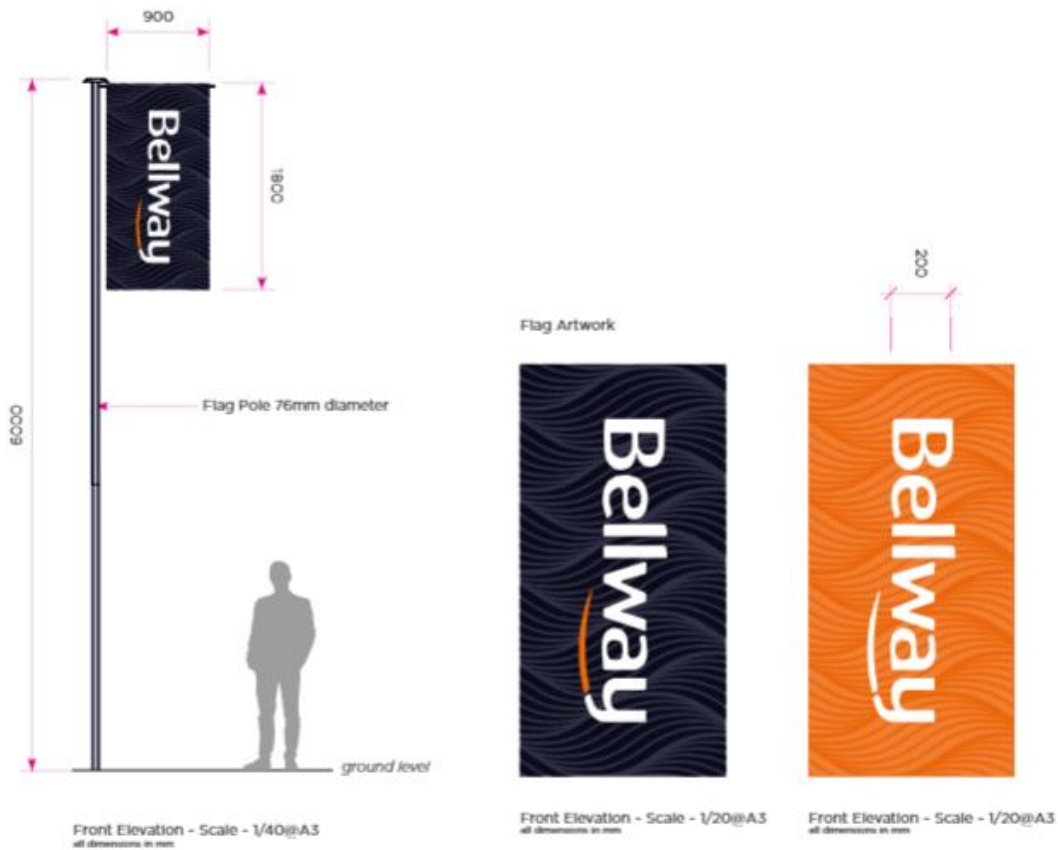 900
Bellway
1800
6000
Flag Pole 76mm diameter
ground level
Front Elevation - Scale - 1/40@A3
all dimensions in mm
Flag Artwork
200
Bellway
Bellway
Front Elevation - Scale - 1/20@A3
all dimensions in mm
Front Elevation - Scale - 1/20@A3
all dimensions in mm